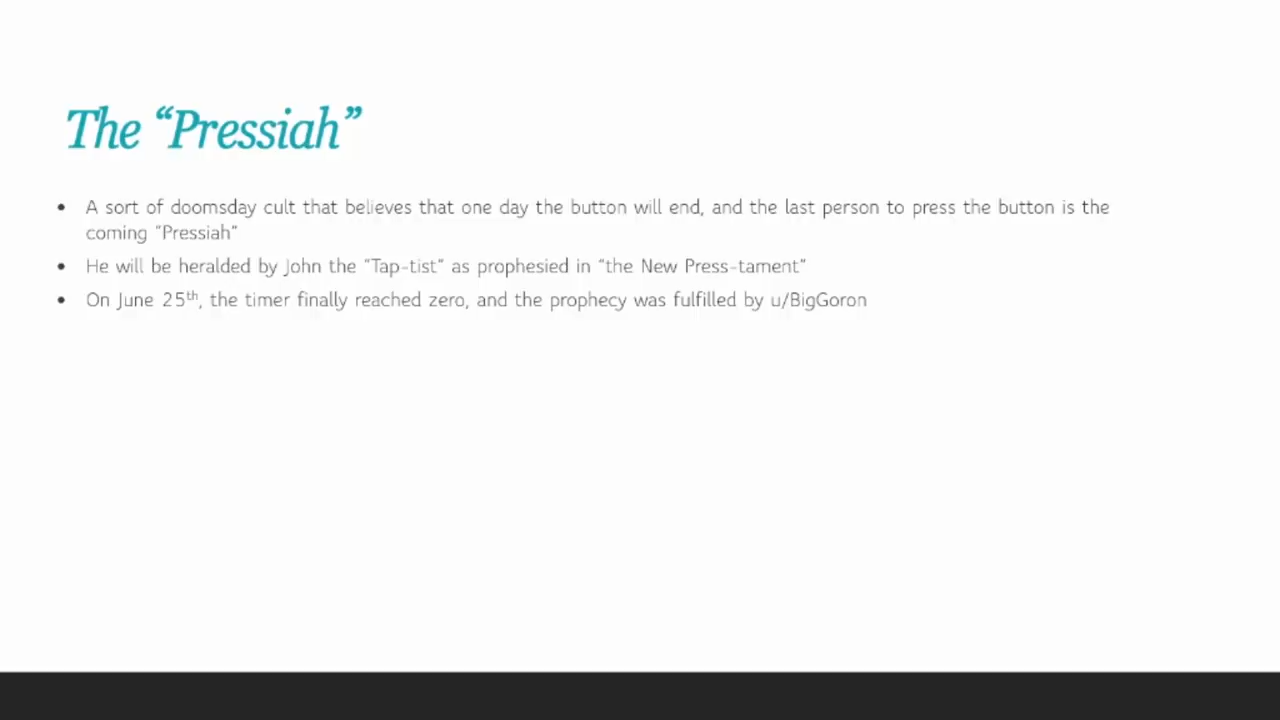 The “Pressiah”
• A sort of doomsday cult that believes that one day the button will end, and the last person to press the button is the
coming “Pressiah”
• He will be heralded by John the “Tap-tist” as prophesied in “the New Press-tament”
• On June 25th, the timer finally reached zero, and the prophecy was fulfilled by u/BigGoron